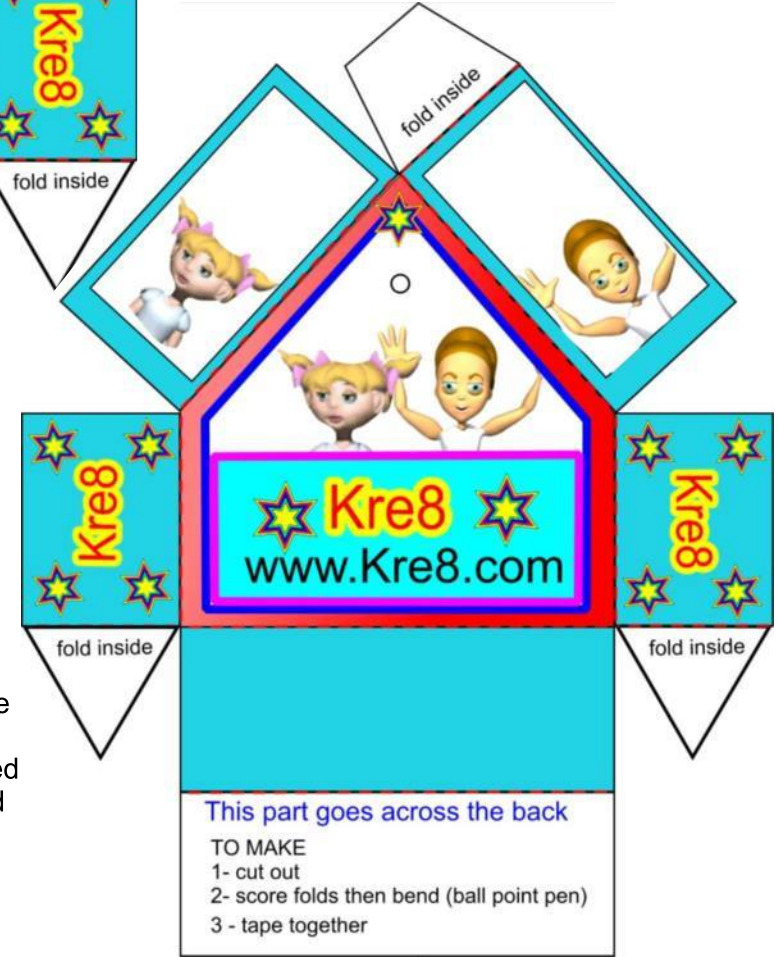 Kre8
fold inside
fold inside
Kre8
Kre8
Kre8
www.Kre8.com
fold inside
fold inside
This part goes across the back
TO MAKE
1- cut out
2- score folds then bend (ball point pen)
3 - tape together